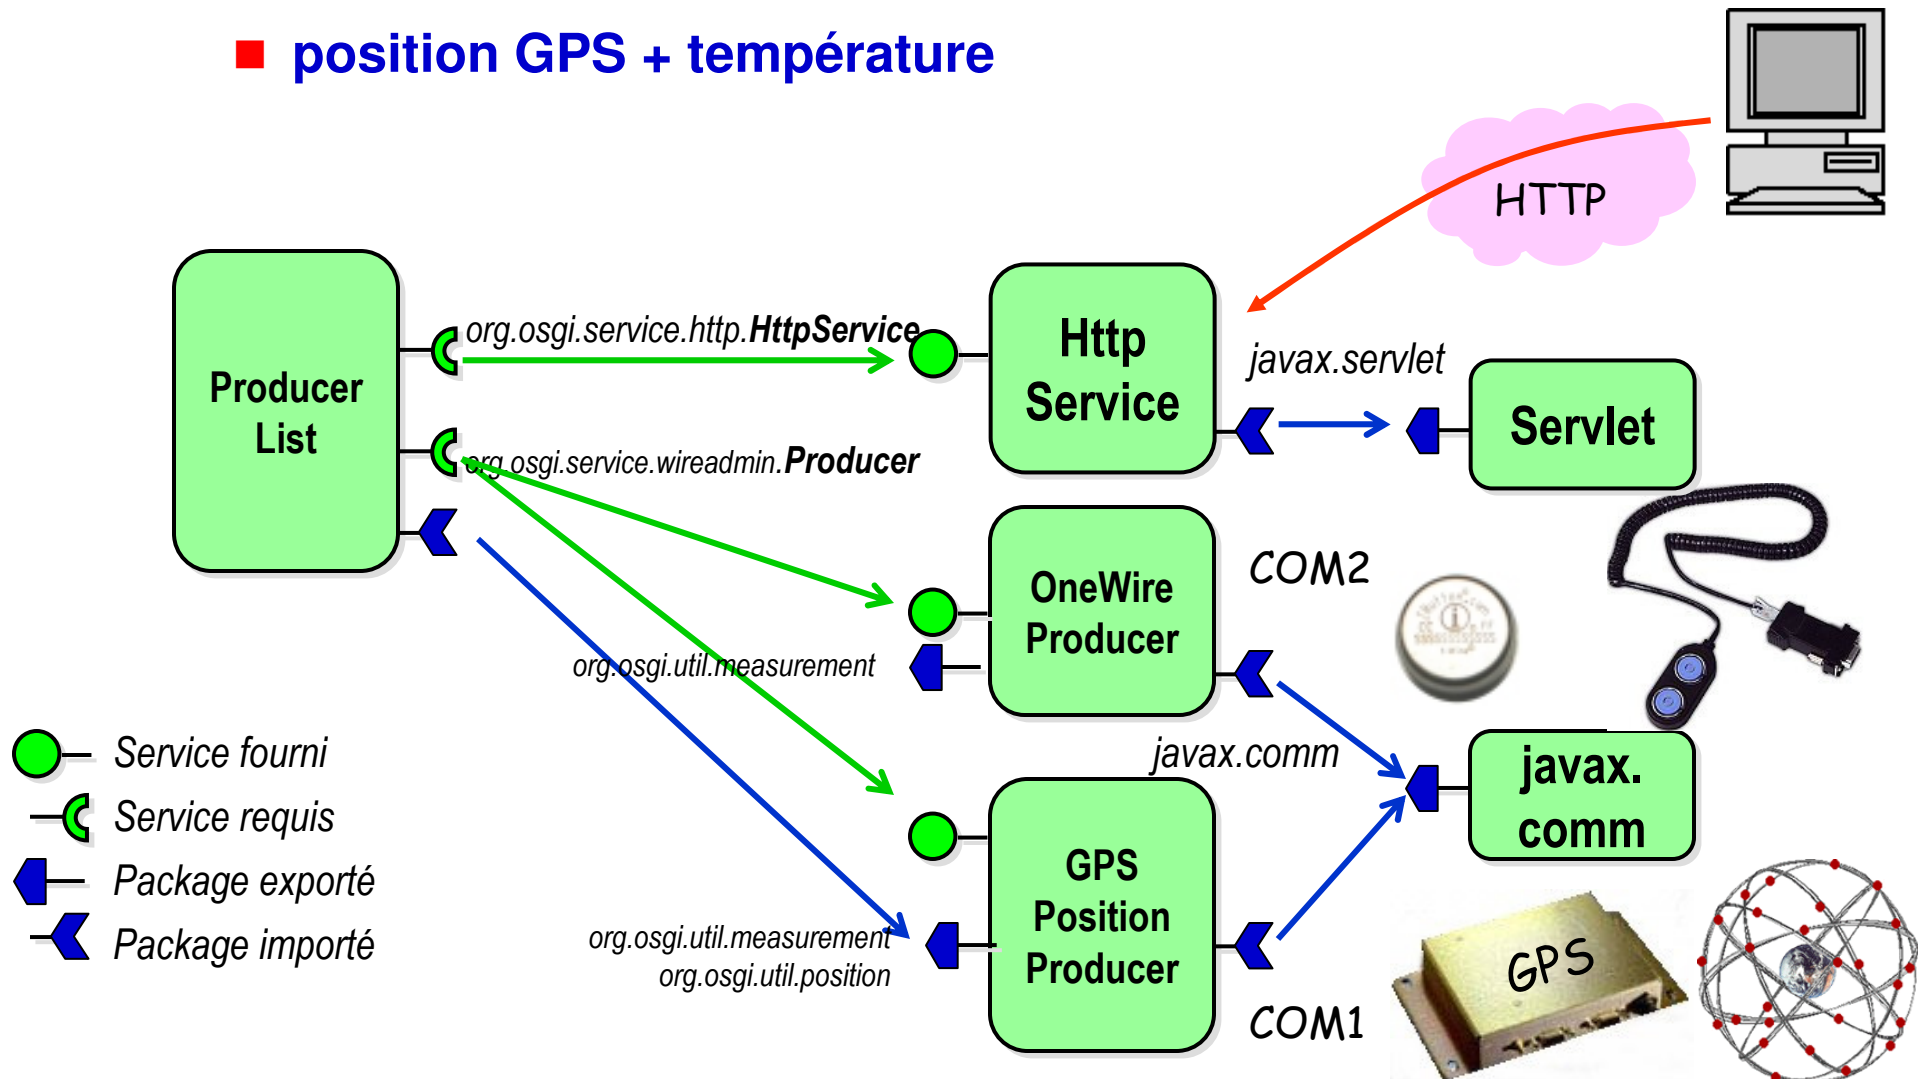 position GPS + température
HTTP
org.osgi.service.http.HttpService
Http
Service
javax.servlet
Servlet
Producer
List
org.osgi.service.wireadmin.Producer
OneWire
Producer
COM2
org.osgi.util.measurement
javax.comm
javax.
comm
Service fourni
Service requis
Package exporté
Package importé
GPS
Position
Producer
org.osgi.util.measurement
org.osgi.util.position
COM1
GPS